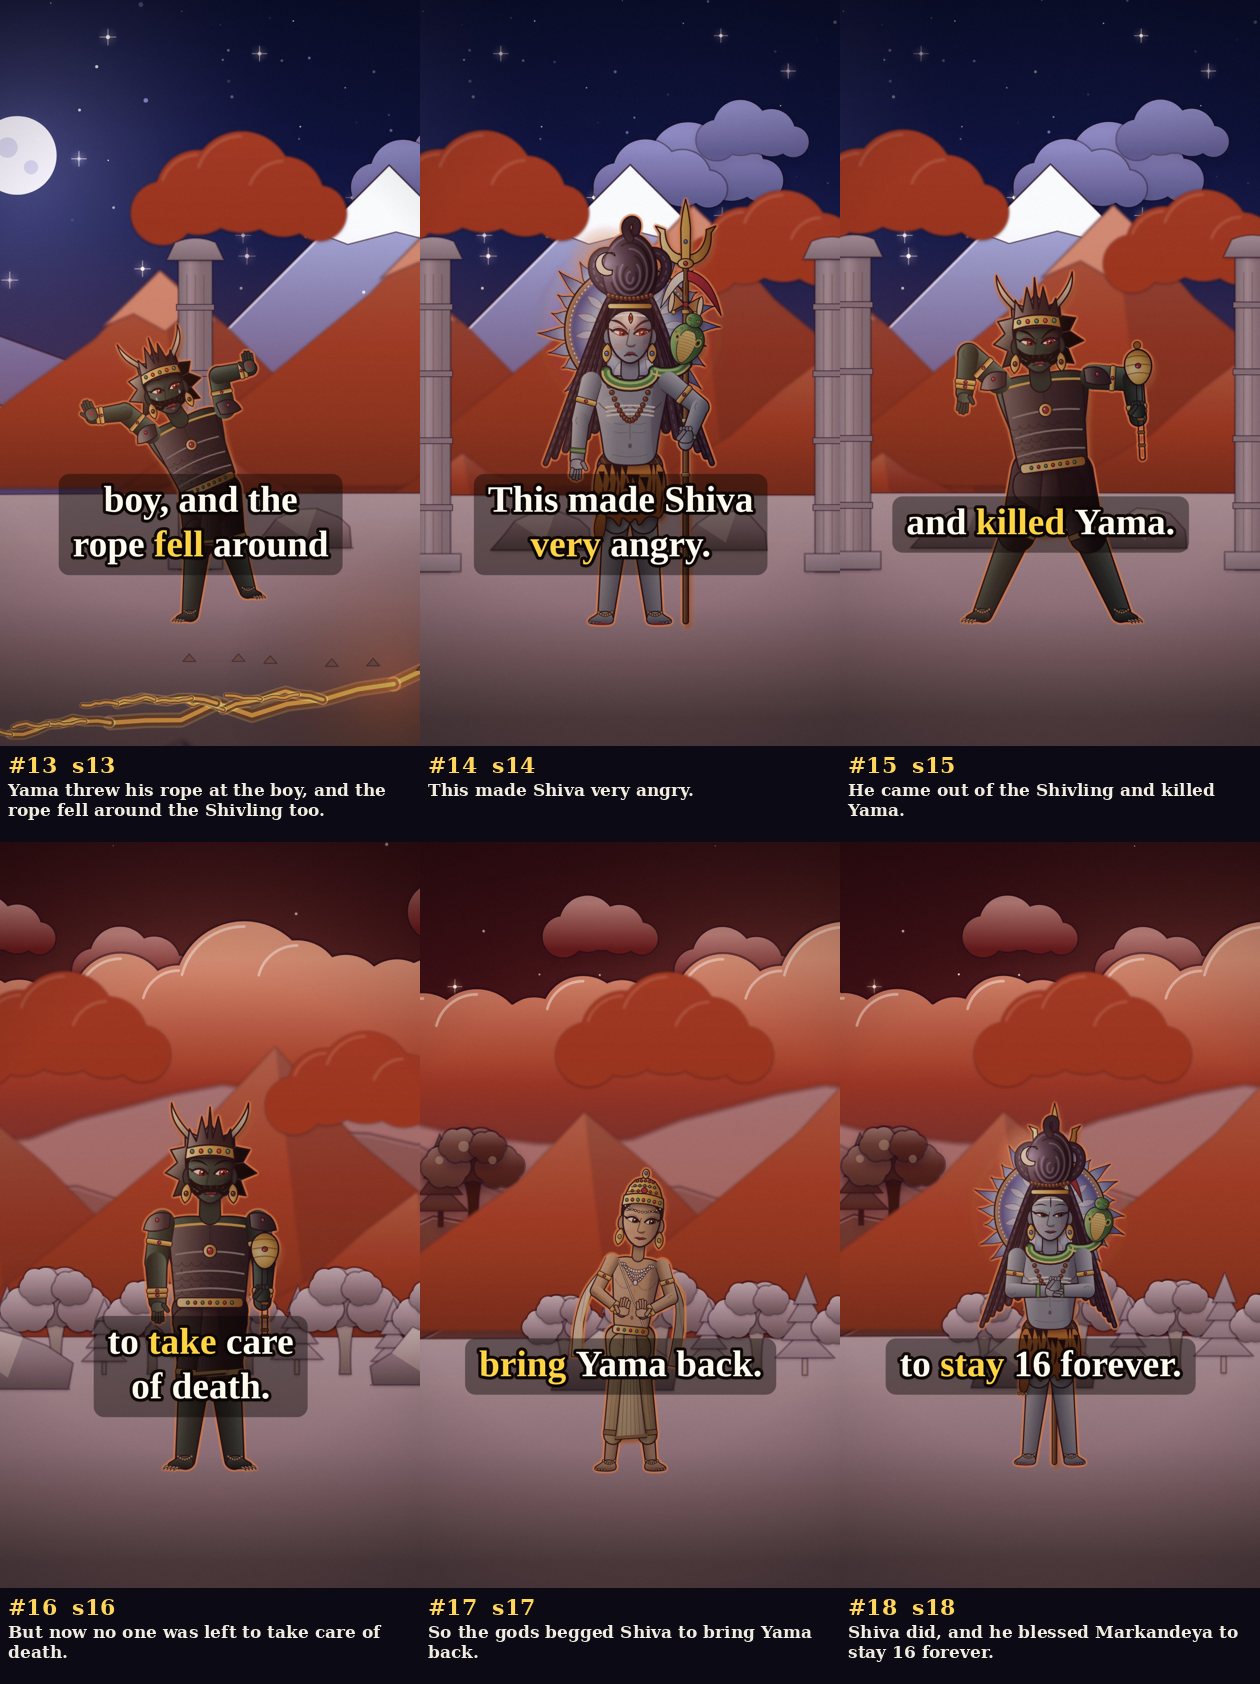 boy, and the
rope fell around
This made Shiva
very angry.
and killed Yama.
#13 s13
Yama threw his rope at the boy, and the
rope fell around the Shivling too.
#14 s14
This made Shiva very angry.
#15 s15
He came out of the Shivling and killed
Yama.
to take care
of death.
bring Yama back.
to stay 16 forever.
#16 s16
But now no one was left to take care of
death.
#17 s17
So the gods begged Shiva to bring Yama
back.
#18 s18
Shiva did, and he blessed Markandeya to
stay 16 forever.